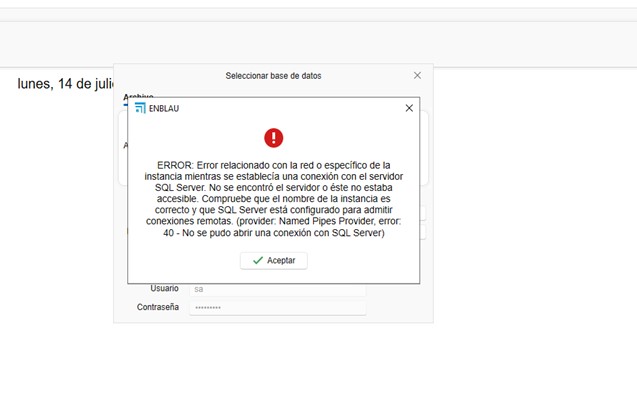 Seleccionar base de datos
lunes, 14 de
Archivo
ENBLAU
ERROR: Error relacionado con la red o específico de la
instancia mientras se establecía una conexión con el servidor
SQL Server. No se encontró el servidor o éste no estaba
accesible. Compruebe que el nombre de la instancia es
correcto y que SQL Server está configurado para admitir
conexiones remotas. (provider: Named Pipes Provider, error:
40 - No se pudo abrir una conexión con SQL Server)
Aceptar
Usuario sa
Contraseña •••••••••